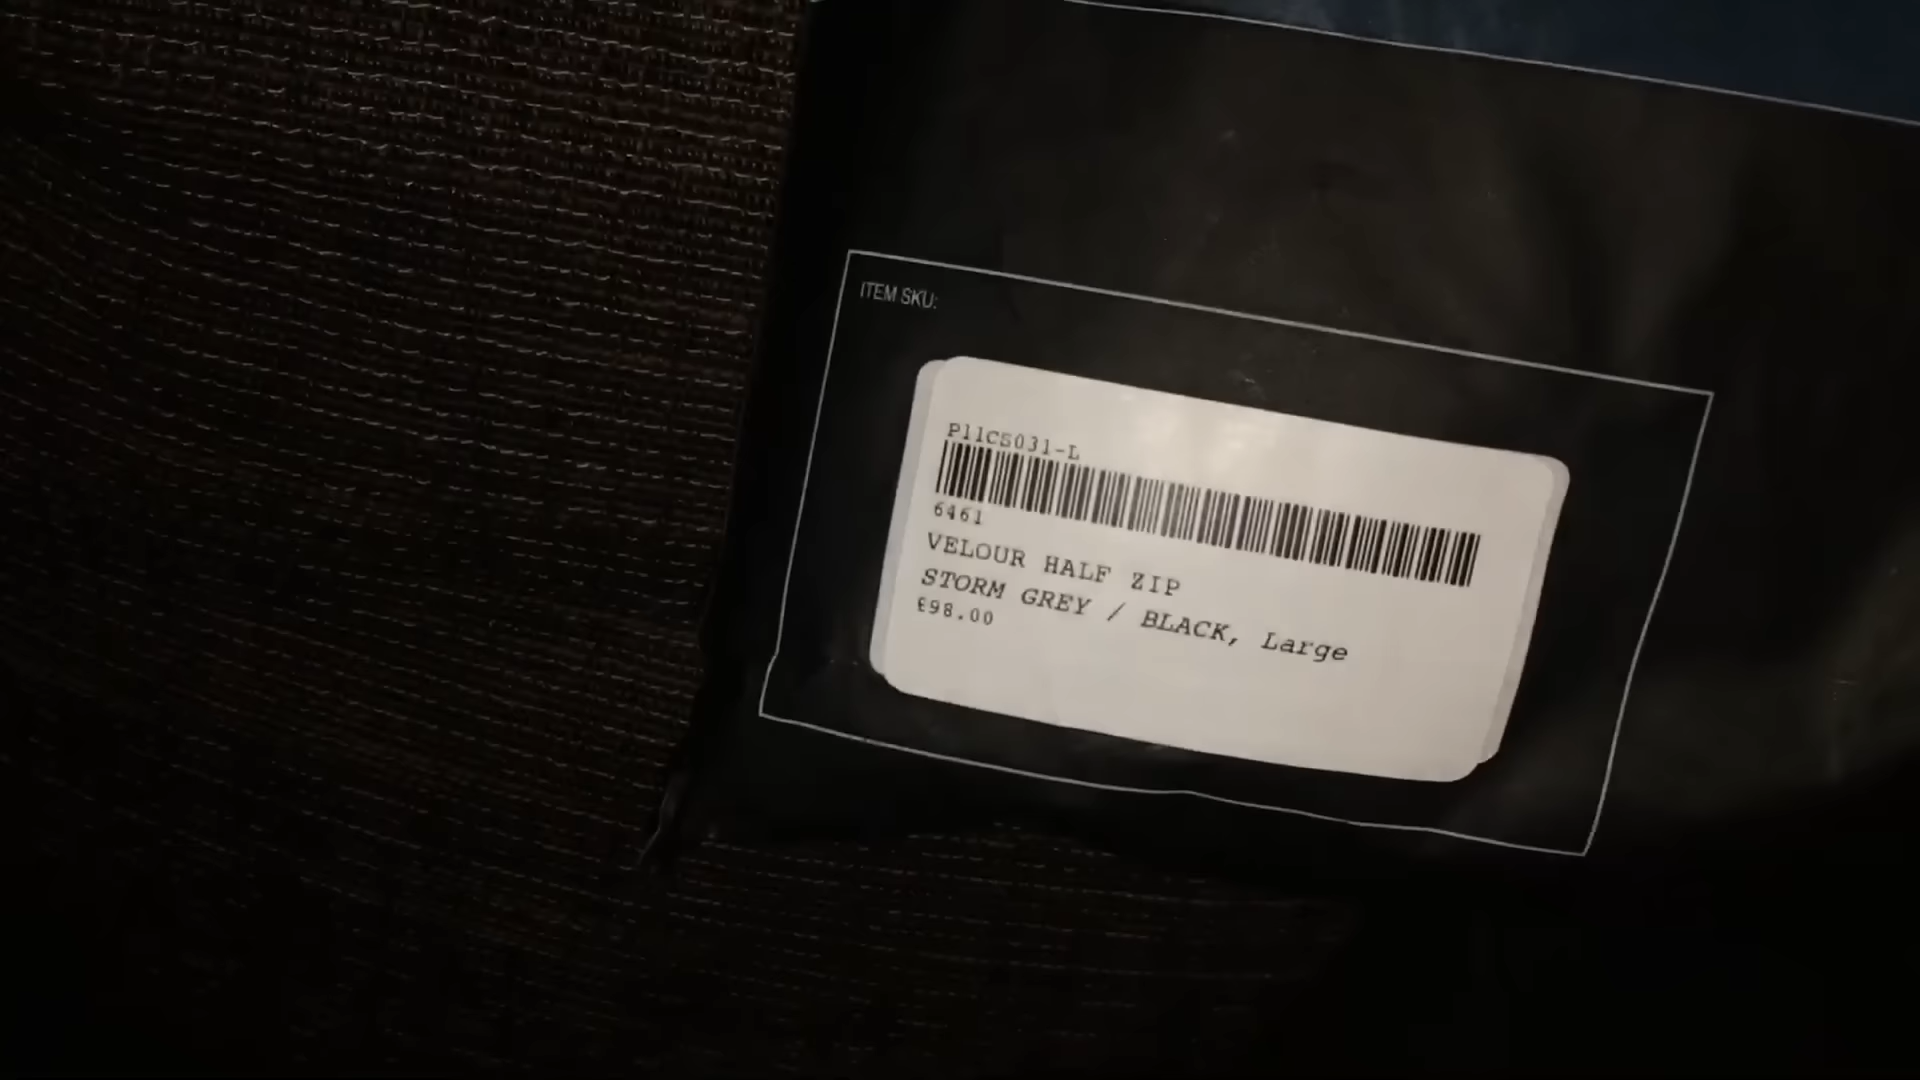 ITEM SKU:
P11CS031-L
6461
VELOUR HALF ZIP
STORM GREY / BLACK, Large
£98.00